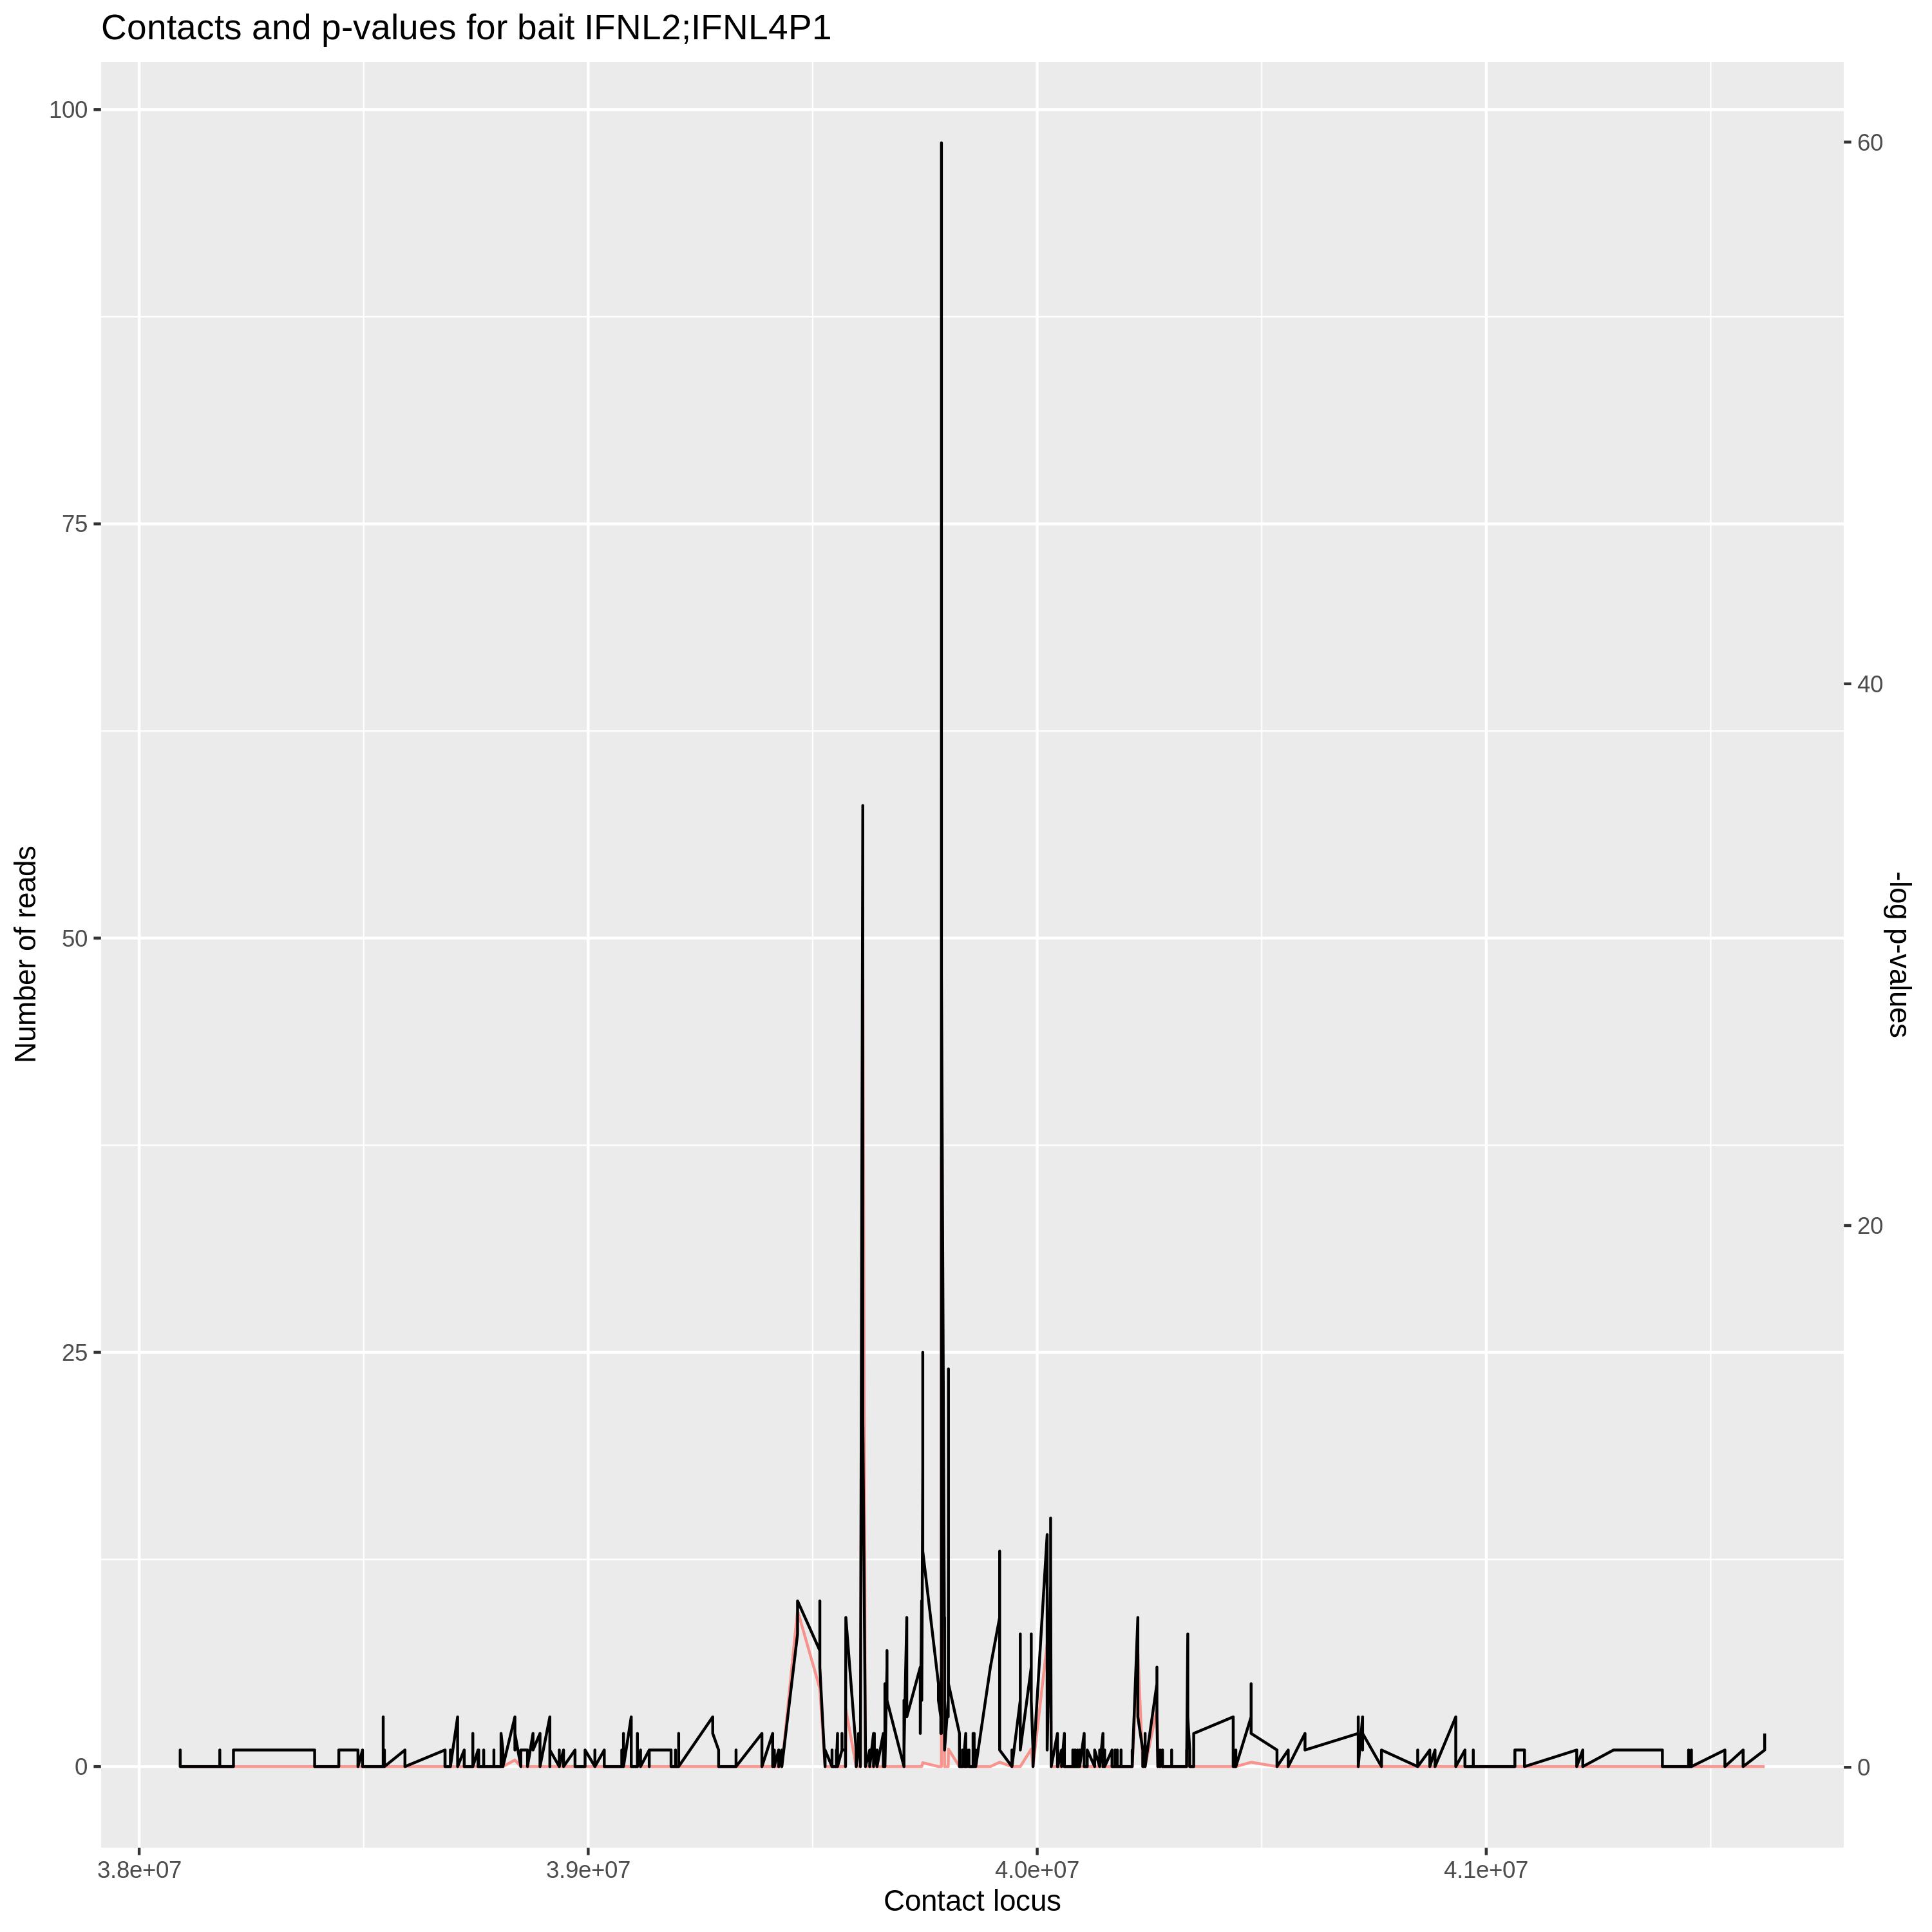 Contacts and p-values for bait IFNL2;IFNL4P1
100
75
50
25
0
Number of reads
60
40
20
0
-log p-values
3.8e+07 3.9e+07 4.0e+07 4.1e+07
Contact locus